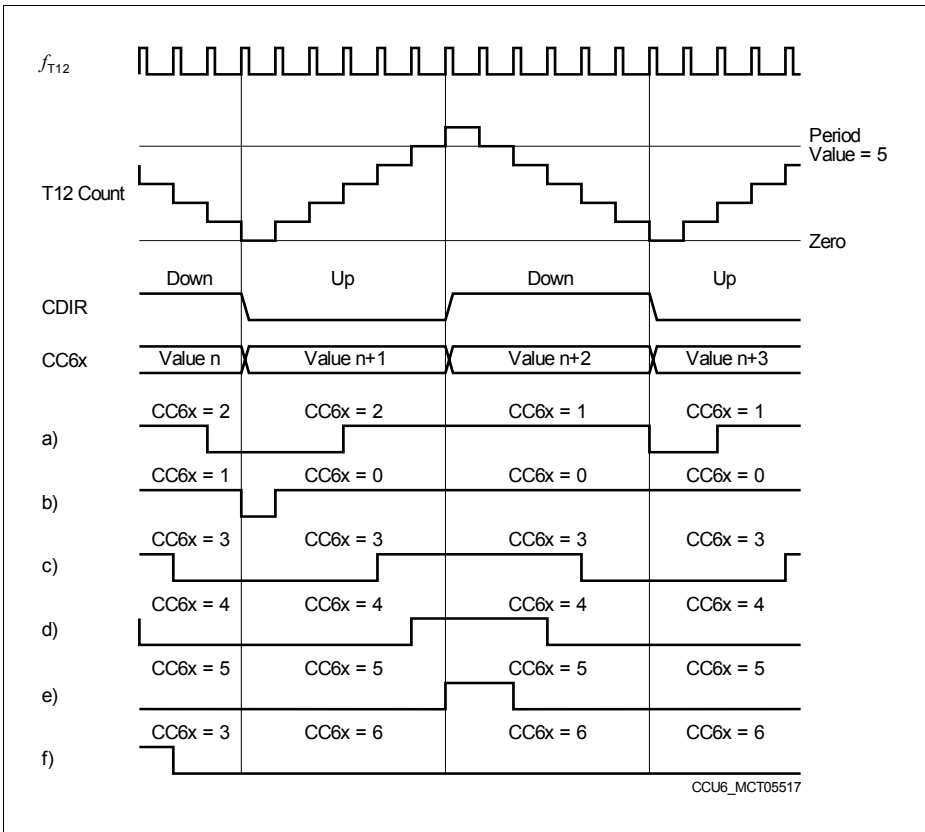 fT12
Period
Value = 5
T12 Count
Zero
Down Up Down Up
CDIR
CC6x Value n Value n+1 Value n+2 Value n+3
CC6x = 2 CC6x = 2 CC6x = 1 CC6x = 1
a)
CC6x = 1 CC6x = 0 CC6x = 0 CC6x = 0
b)
CC6x = 3 CC6x = 3 CC6x = 3 CC6x = 3
c)
CC6x = 4 CC6x = 4 CC6x = 4 CC6x = 4
d)
CC6x = 5 CC6x = 5 CC6x = 5 CC6x = 5
e)
CC6x = 3 CC6x = 6 CC6x = 6 CC6x = 6
f)
CCU6_MCT05517